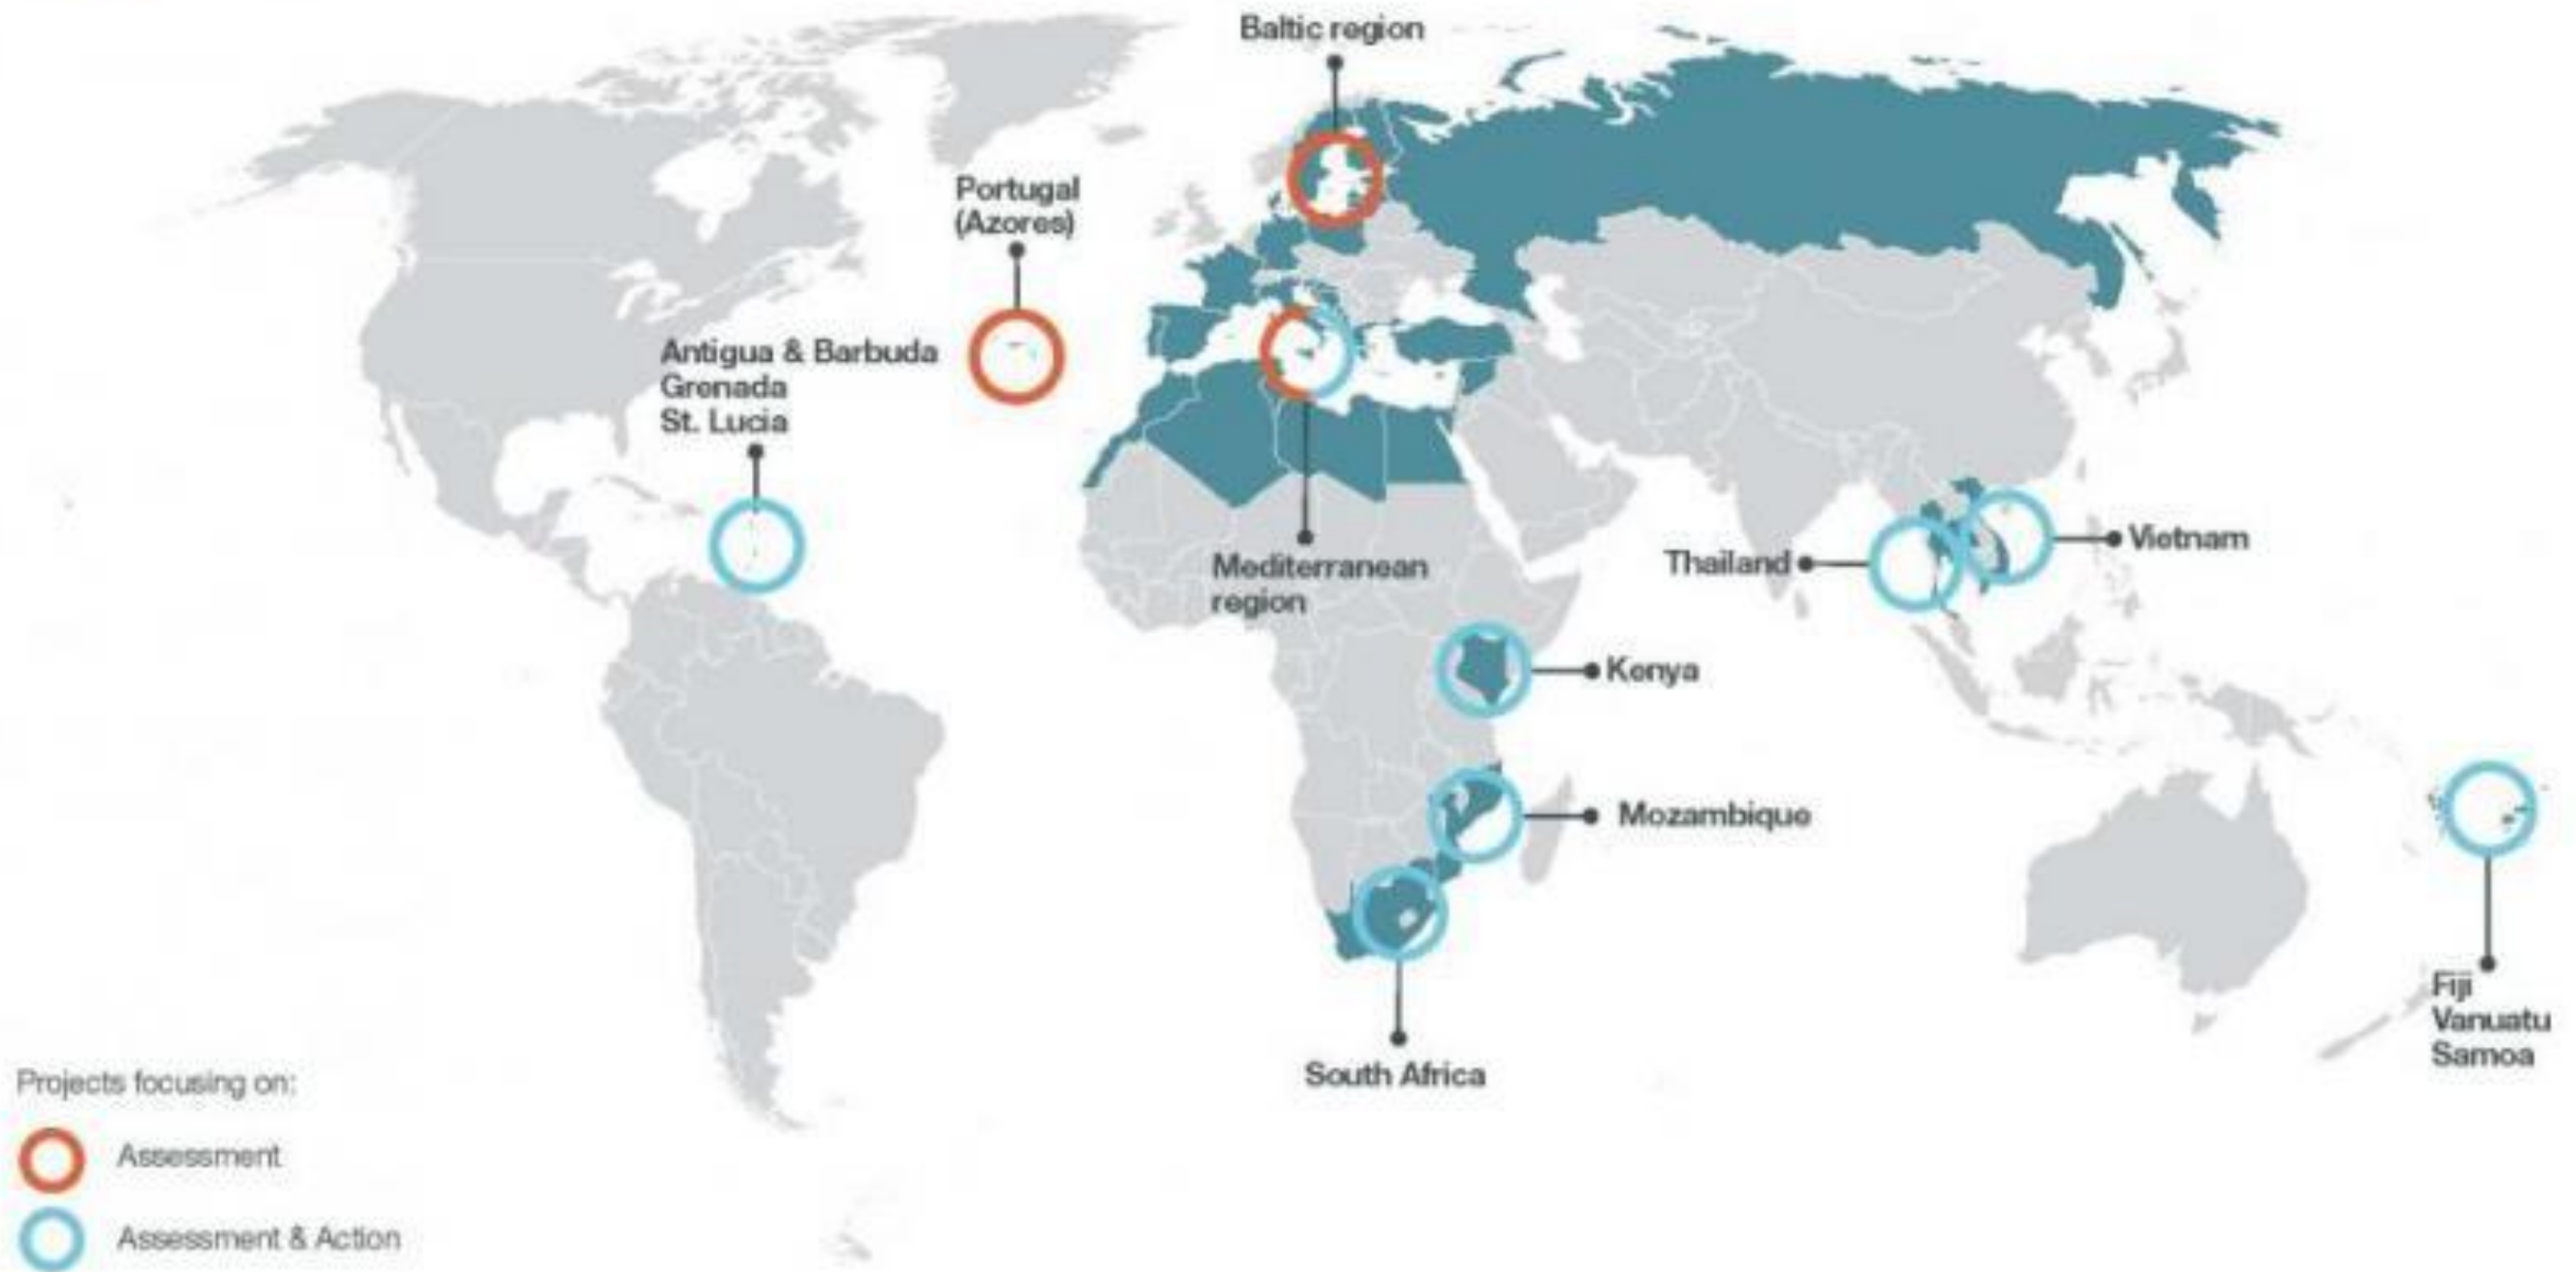 Baltic region
Portugal
(Azores)
Antigua & Barbuda
Grenada
St. Lucia
Mediterranean
region
Thailand
Vietnam
Kenya
Mozambique
South Africa
Fiji
Vanuatu
Samoa
Projects focusing on:
Assessment
Assessment & Action